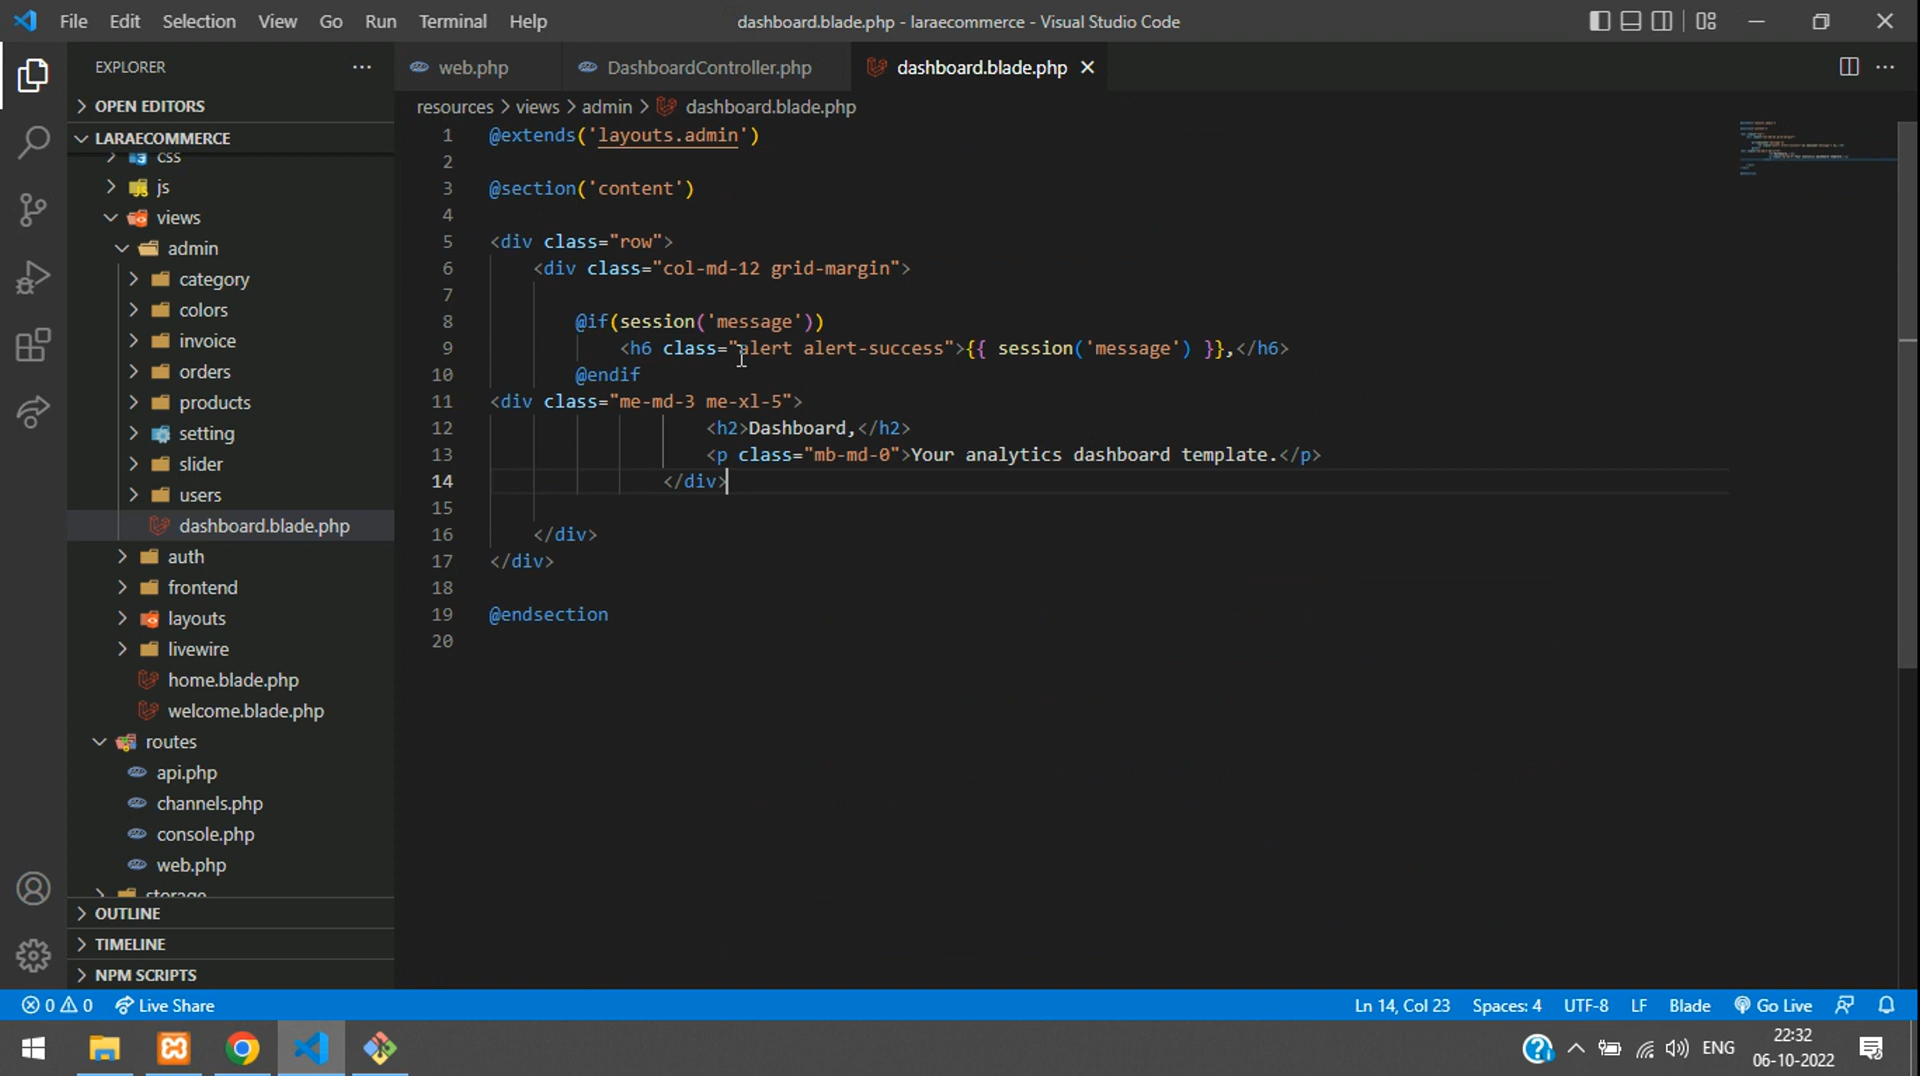 File Edit Selection View Go Run Terminal Help
dashboard.blade.php - laraecommerce - Visual Studio Code
EXPLORER
web.php
DashboardController.php
dashboard.blade.php
OPEN EDITORS
resources > views > admin > dashboard.blade.php
LARAECOMMERCE
css
js
views
admin
category
colors
invoice
orders
products
setting
slider
users
dashboard.blade.php
auth
frontend
layouts
livewire
home.blade.php
welcome.blade.php
routes
api.php
channels.php
console.php
web.php
storage
OUTLINE
TIMELINE
NPM SCRIPTS
1 @extends('layouts.admin')
2
3 @section('content')
4
5 <div class="row">
6 <div class="col-md-12 grid-margin">
7
8 @if(session('message'))
9 <h6 class="alert alert-success">{{ session('message') }},</h6>
10 @endif
11 <div class="me-md-3 me-xl-5">
12 <h2>Dashboard,</h2>
13 <p class="mb-md-0">Your analytics dashboard template.</p>
14 </div>
15
16 </div>
17 </div>
18
19 @endsection
20
0 0 Live Share
Ln 14, Col 23 Spaces: 4 UTF-8 LF Blade Go Live
ENG
22:32
06-10-2022